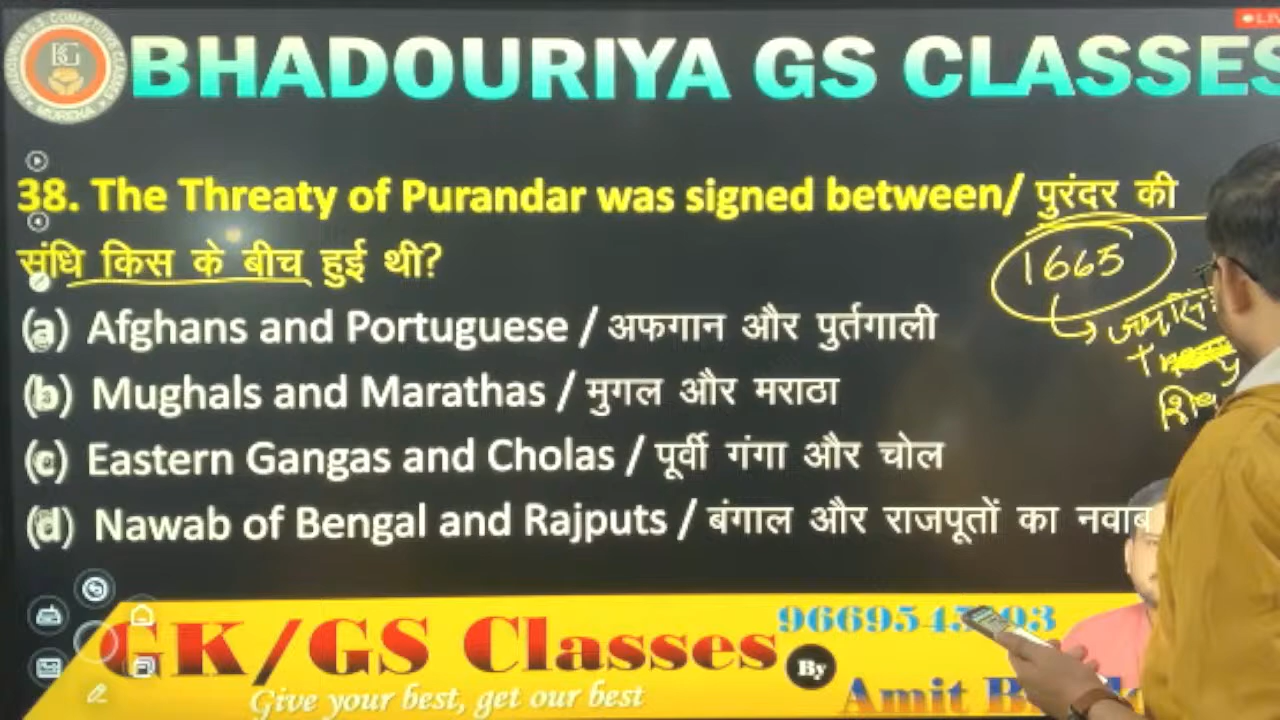 BHADOURIYA GS CLASSES
38. The Threaty of Purandar was signed between/ पुरंदर की
संधि किस के बीच हुई थी?
1665
(a) Afghans and Portuguese / अफगान और पुर्तगाली
(b) Mughals and Marathas / मुगल और मराठा
(c) Eastern Gangas and Cholas / पूर्वी गंगा और चोल
(d) Nawab of Bengal and Rajputs / बंगाल और राजपूतों का नवाब
GK/GS Classes
Give your best, get our best
By
Amit